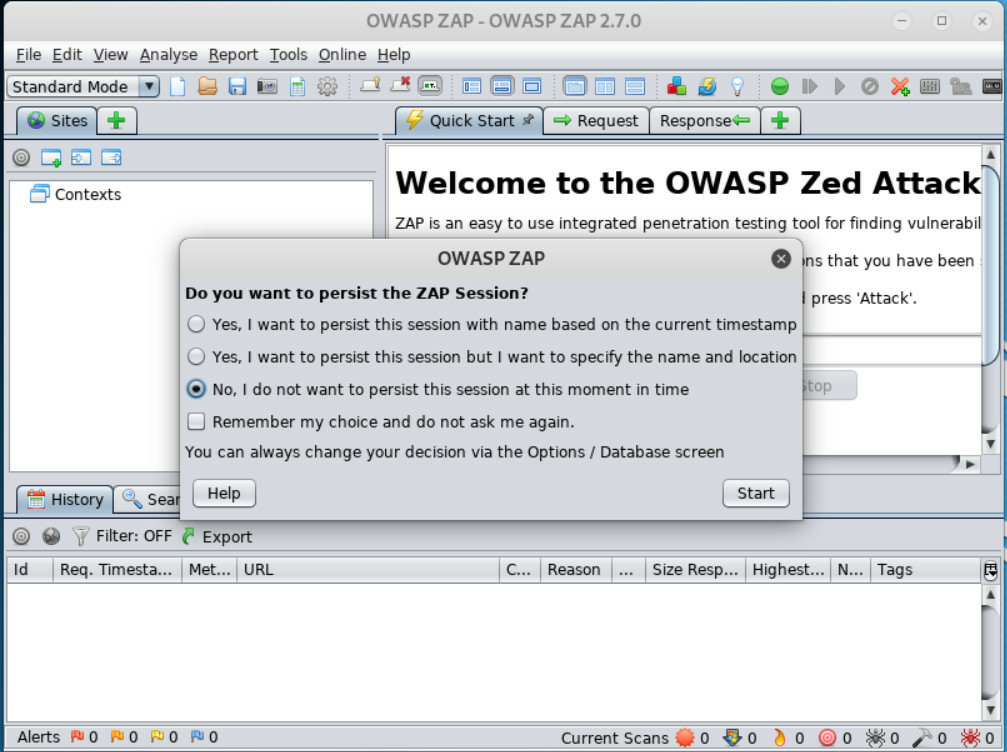 OWASP ZAP - OWASP ZAP 2.7.0
File Edit View Analyse Report Tools Online Help
Standard Mode
Sites
Quick Start
Request
Response
Contexts
Welcome to the OWASP Zed Attack
ZAP is an easy to use integrated penetration testing tool for finding vulnerabil
ons that you have been
press 'Attack'.
Stop
OWASP ZAP
Do you want to persist the ZAP Session?
Yes, I want to persist this session with name based on the current timestamp
Yes, I want to persist this session but I want to specify the name and location
No, I do not want to persist this session at this moment in time
Remember my choice and do not ask me again.
You can always change your decision via the Options / Database screen
Help
Start
History
Sear
Filter: OFF
Export
Id Req. Timesta... Met... URL C... Reason ... Size Resp... Highest... N... Tags
Alerts 0 0 0 0 Current Scans 0 0 0 0 0 0 0